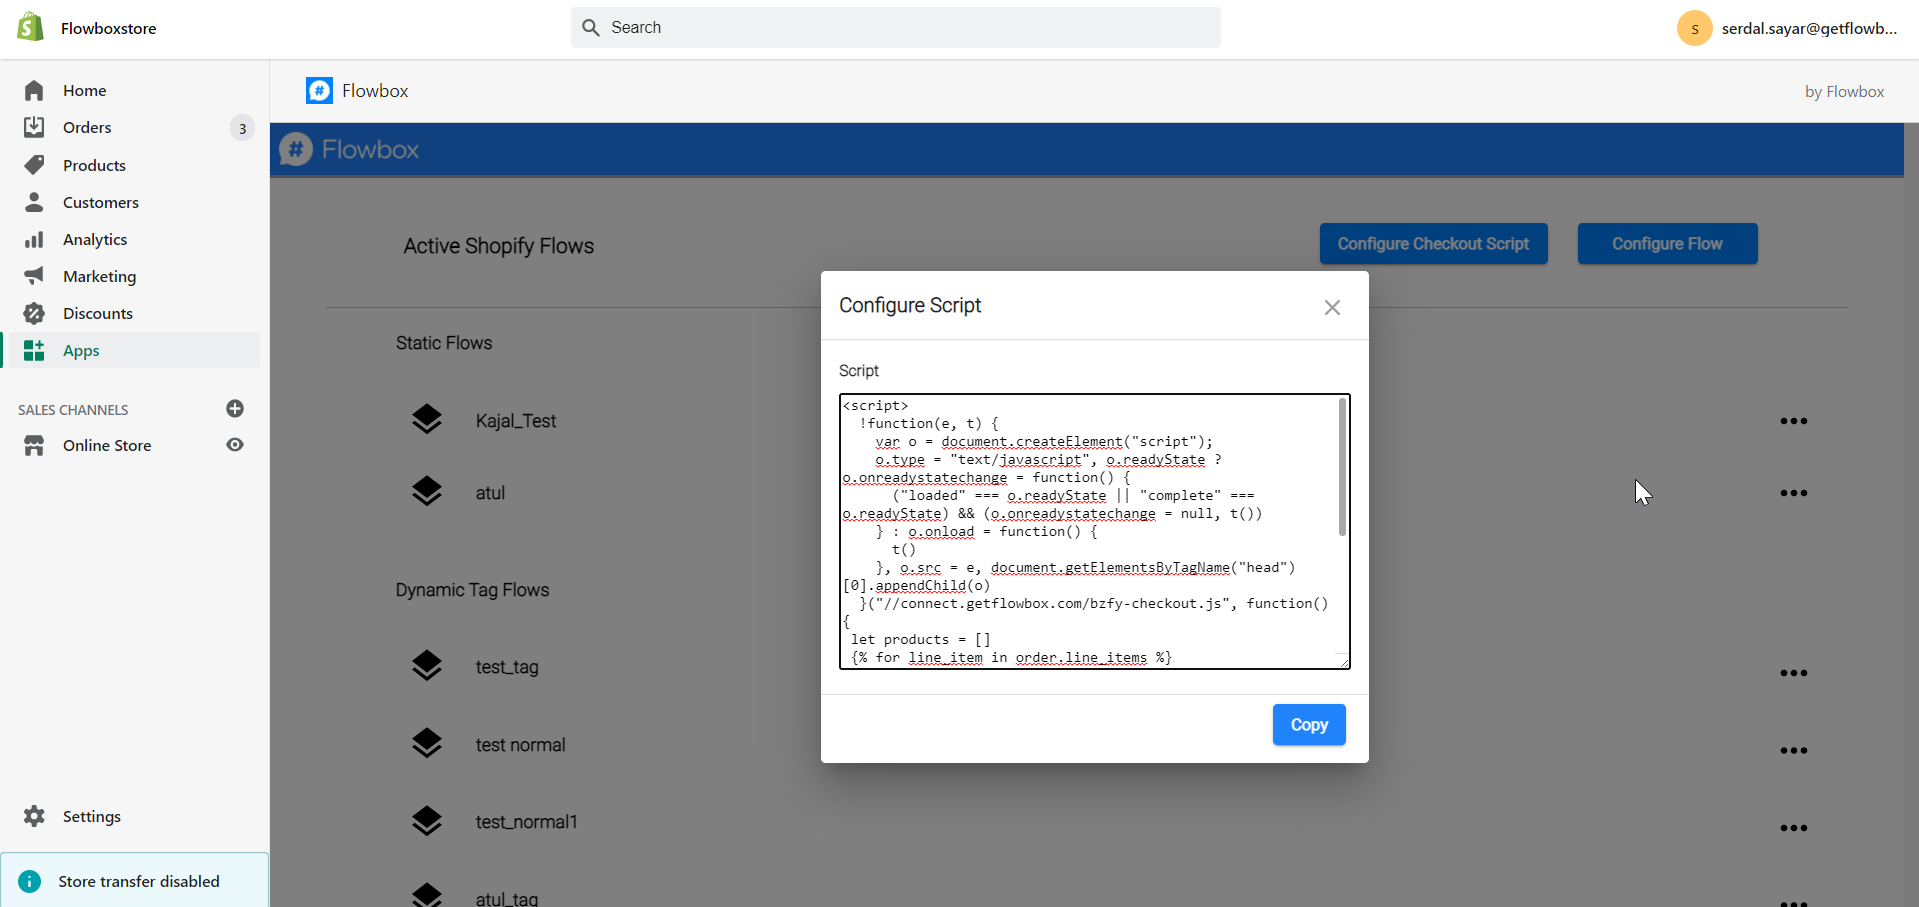 Flowboxstore
Search
S
serdal.sayar@getflowb...
Home
Orders
3
Products
Customers
Analytics
Marketing
Discounts
Apps
SALES CHANNELS
Online Store
Settings
Store transfer disabled
# Flowbox
by Flowbox
# Flowbox
Active Shopify Flows
Configure Checkout Script
Configure Flow
Static Flows
Kajal_Test
atul
Dynamic Tag Flows
test_tag
test normal
test_normal1
atul_tag
Configure Script
Script
<script>
  !function(e, t) {
    var o = document.createElement("script");
    o.type = "text/javascript", o.readyState ?
o.onreadystatechange = function() {
      ("loaded" === o.readyState || "complete" ===
o.readyState) && (o.onreadystatechange = null, t())
    } : o.onload = function() {
      t()
    }, o.src = e, document.getElementsByTagName("head")
[0].appendChild(o)
  }("//connect.getflowbox.com/bzfy-checkout.js", function()
{
 let products = []
 {% for line_item in order.line_items %}
Copy